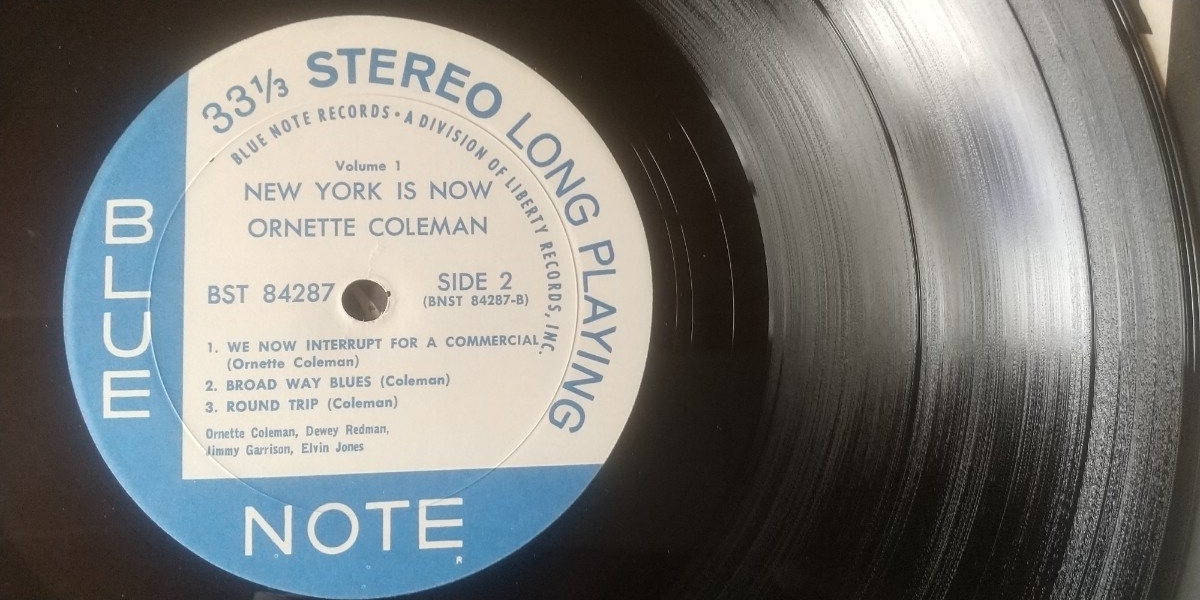 33⅓ STEREO LONG PLAYING
BLUE NOTE RECORDS • A DIVISION OF LIBERTY RECORDS, INC.
Volume 1
NEW YORK IS NOW
ORNETTE COLEMAN
BST 84287
SIDE 2
(BNST 84287-B)
1. WE NOW INTERRUPT FOR A COMMERCIAL
(Ornette Coleman)
2. BROAD WAY BLUES (Coleman)
3. ROUND TRIP (Coleman)
Ornette Coleman, Dewey Redman,
Jimmy Garrison, Elvin Jones
BLUE
NOTE
R